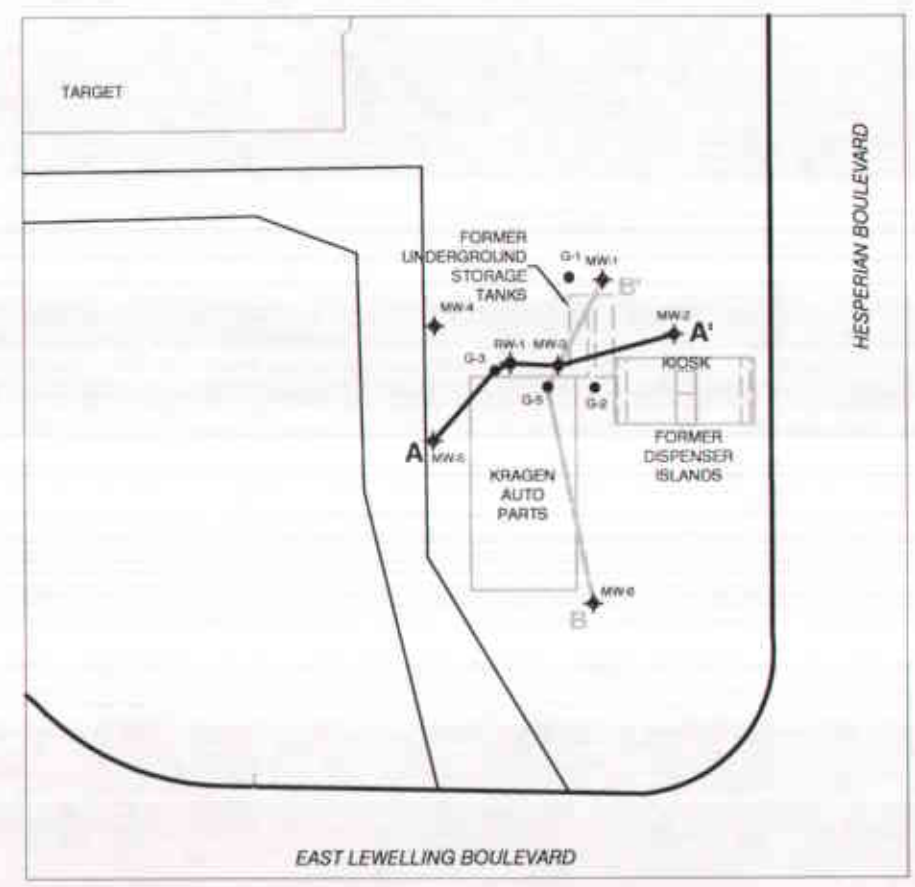 TARGET
HESPERIAN BOULEVARD
FORMER
UNDERGROUND
STORAGE
TANKS
G-1
MW-1
B'
MW-4
MW-2
A'
RW-1
MW-3
G-3
KIOSK
G-5
G-2
A
MW-5
FORMER
DISPENSER
ISLANDS
KRAGEN
AUTO
PARTS
MW-6
B
EAST LEWELLING BOULEVARD